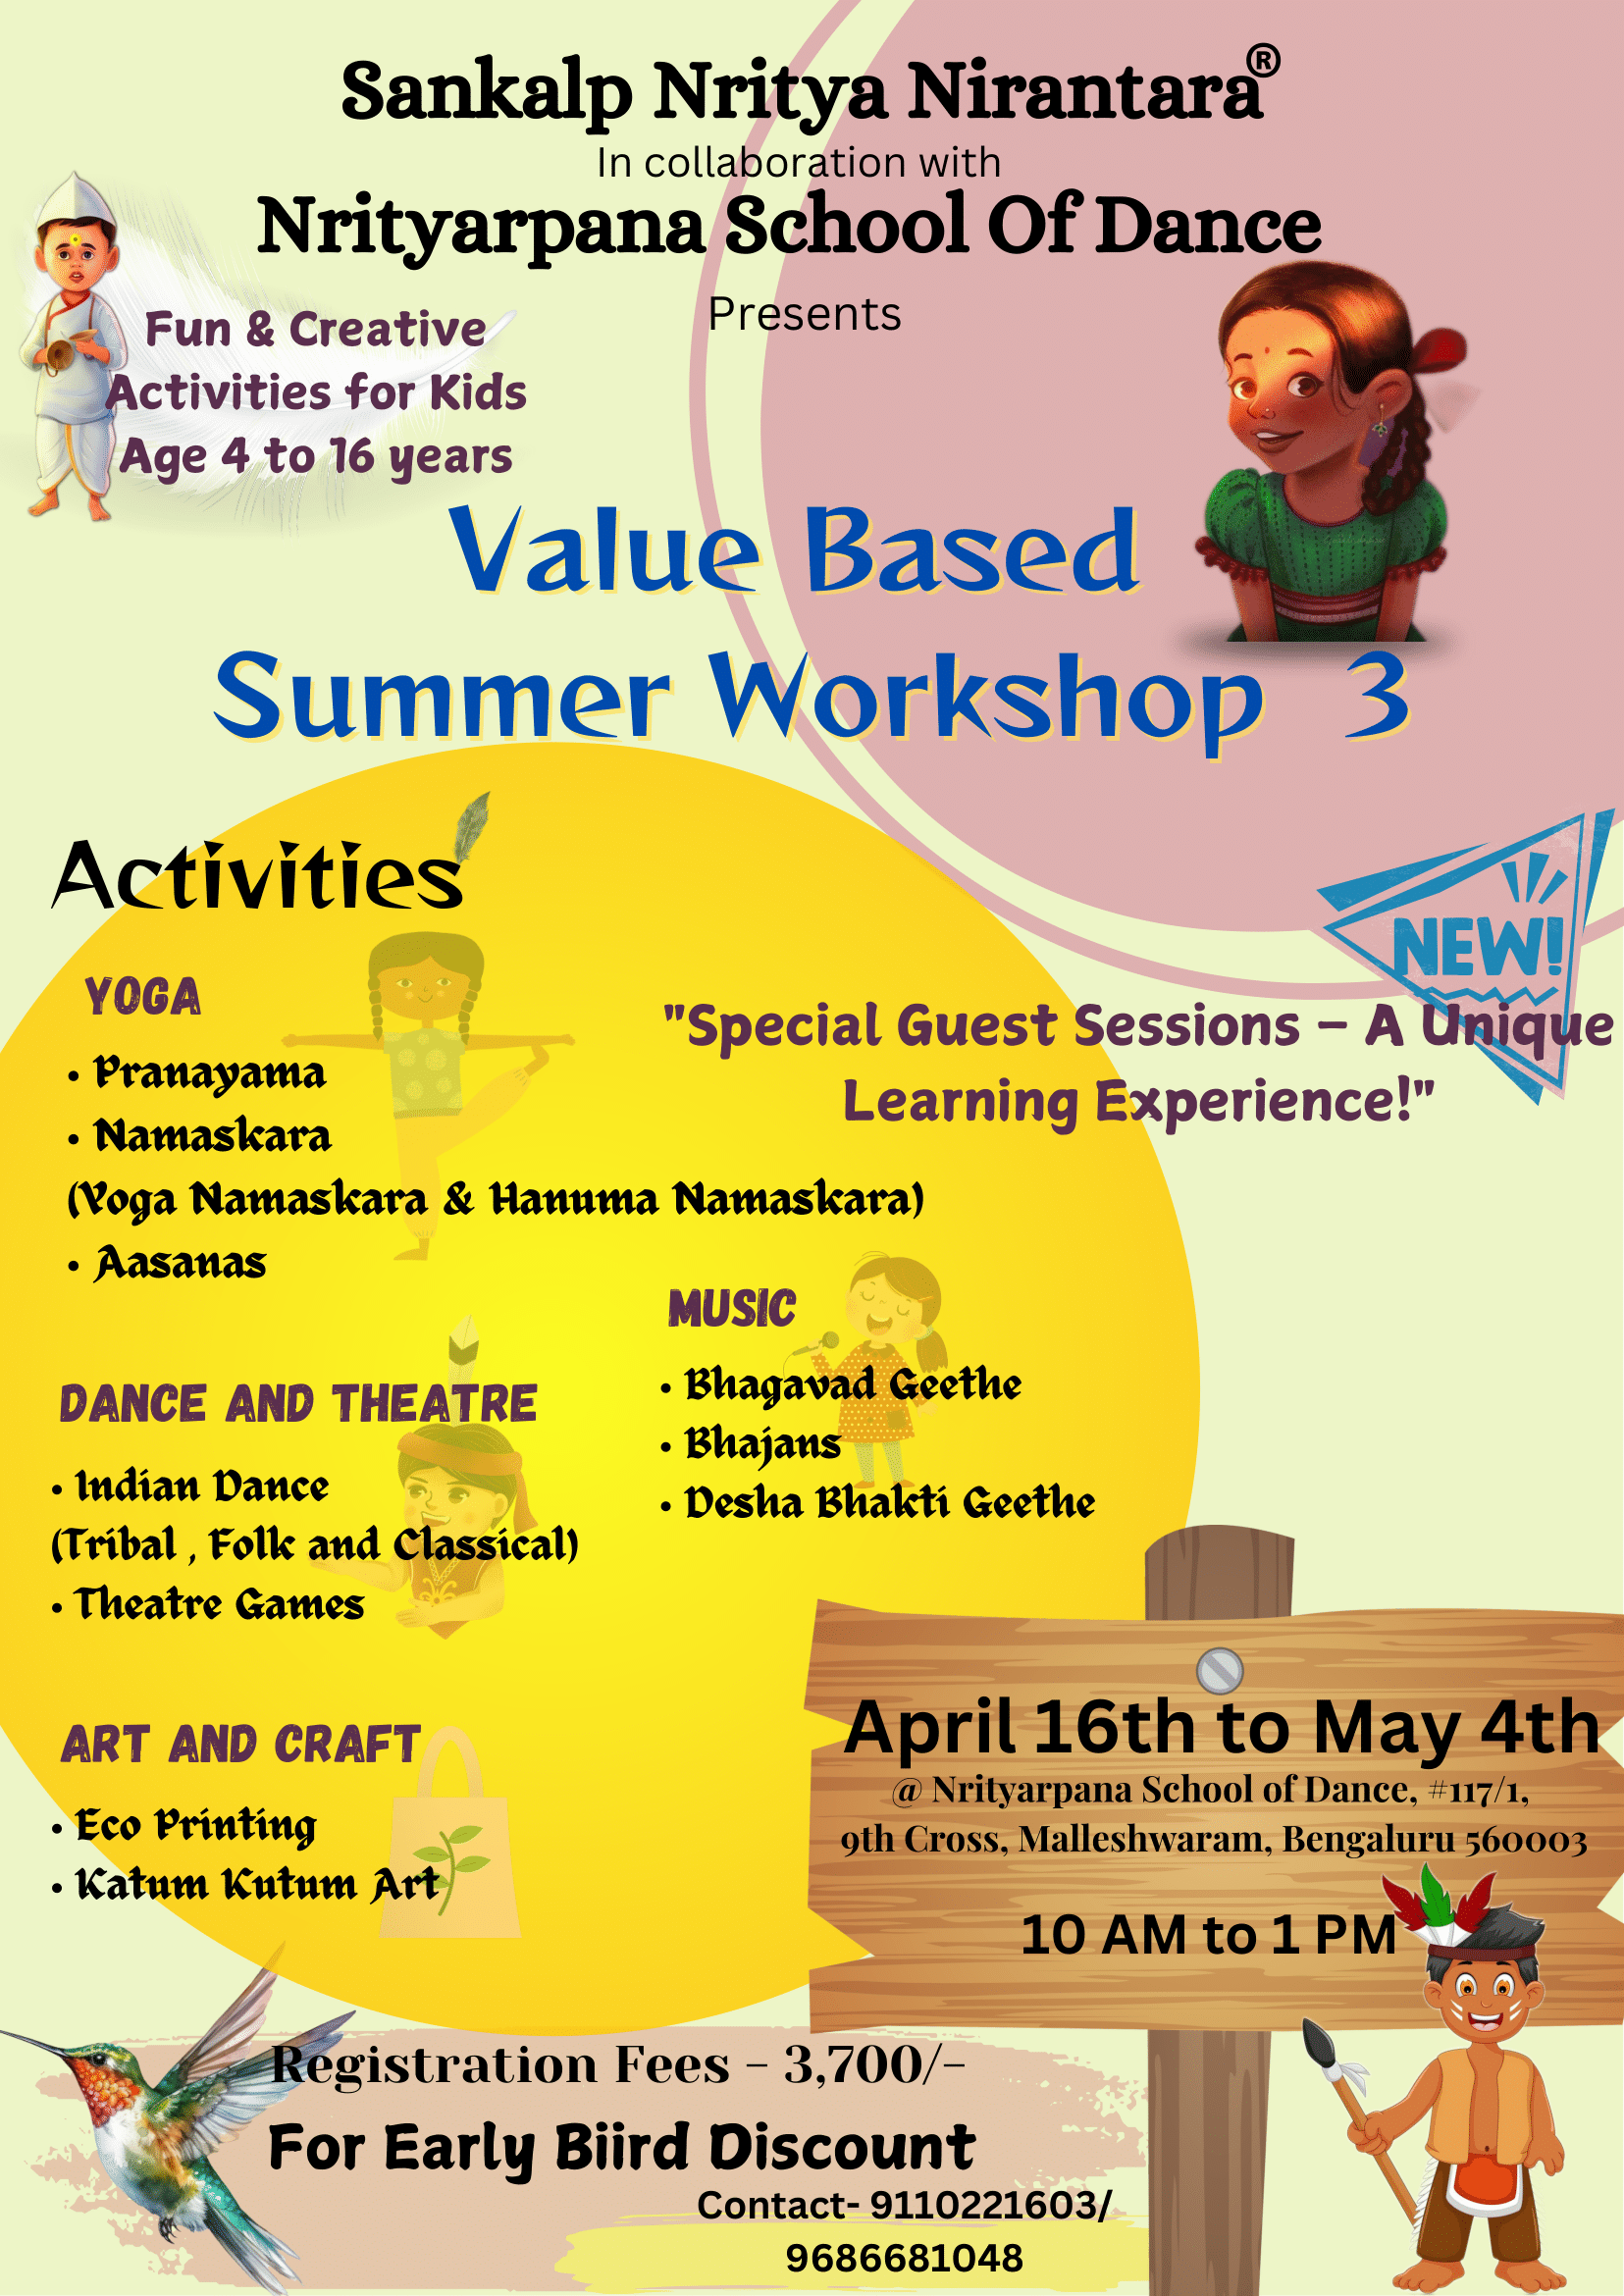 Sankalp Nritya Nirantara®
In collaboration with
Nrityarpana School Of Dance
Presents
Fun & Creative
Activities for Kids
Age 4 to 16 years
Value Based
Summer Workshop 3
Activities
NEW!
"Special Guest Sessions – A Unique
Learning Experience!"
YOGA
• Pranayama
• Namaskara
(Yoga Namaskara & Hanuma Namaskara)
• Aasanas
MUSIC
• Bhagavad Geethe
• Bhajans
• Desha Bhakti Geethe
DANCE AND THEATRE
• Indian Dance
(Tribal , Folk and Classical)
• Theatre Games
ART AND CRAFT
• Eco Printing
• Katum Kutum Art
April 16th to May 4th
@ Nrityarpana School of Dance, #117/1,
9th Cross, Malleshwaram, Bengaluru 560003
10 AM to 1 PM
Registration Fees - 3,700/-
For Early Biird Discount
Contact- 9110221603/
9686681048